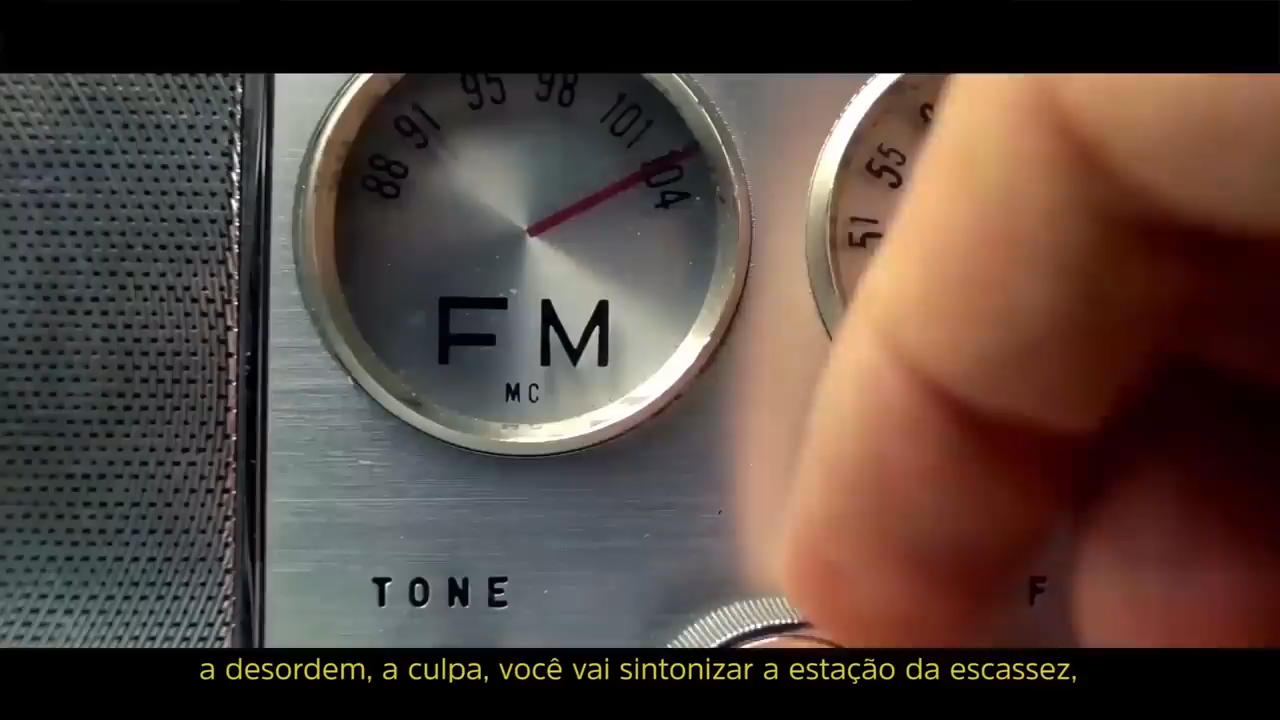 88 91 95 98 101 104
51 55
FM
MC
TONE
F
a desordem, a culpa, você vai sintonizar a estação da escassez,